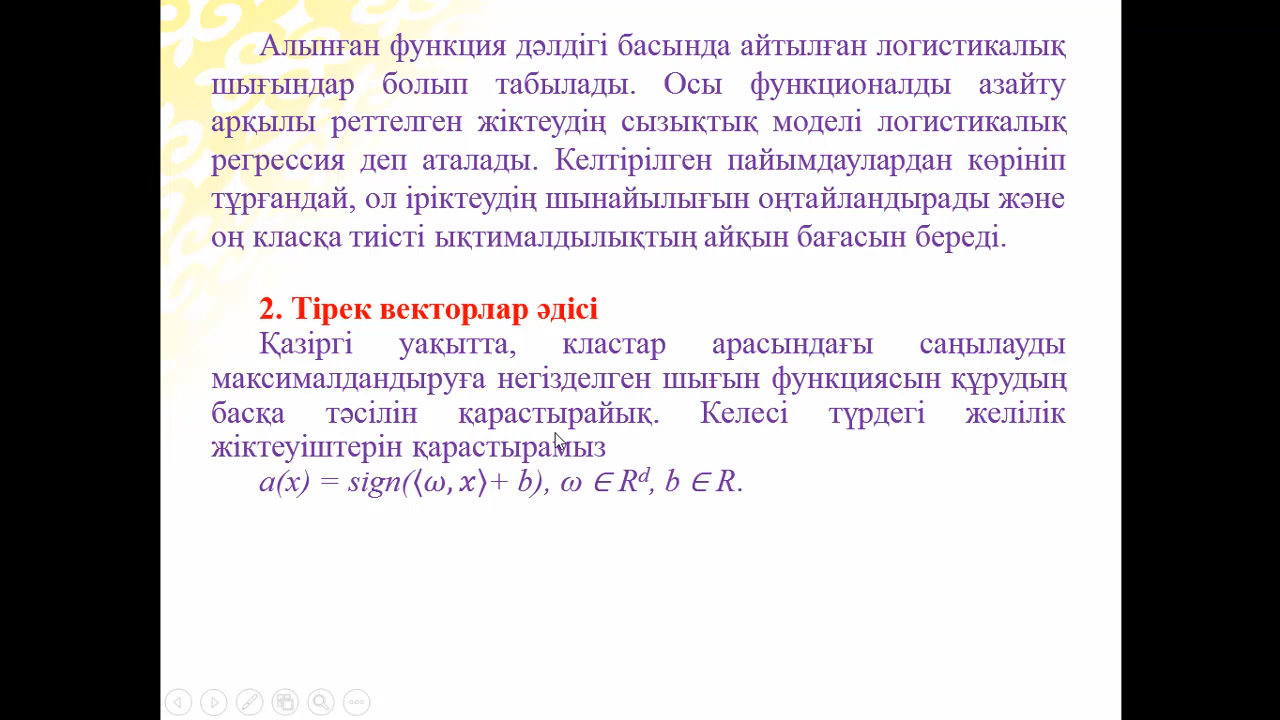 Алынған функция дәлдігі басында айтылған логистикалық
шығындар болып табылады. Осы функционалды азайту
арқылы реттелген жіктеудің сызықтық моделі логистикалық
регрессия деп аталады. Келтірілген пайымдаулардан көрініп
тұрғандай, ол іріктеудің шынайылығын оңтайландырады және
оң класқа тиісті ықтималдылықтың айқын бағасын береді.
2. Тірек векторлар әдісі
Қазіргі уақытта, кластар арасындағы саңылауды
максималдандыруға негізделген шығын функциясын құрудың
басқа тәсілін қарастырайық. Келесі түрдегі желілік
жіктеуіштерін қарастырамыз
a(x) = sign(⟨ω, x⟩+ b), ω ∈ Rᵈ, b ∈ R.